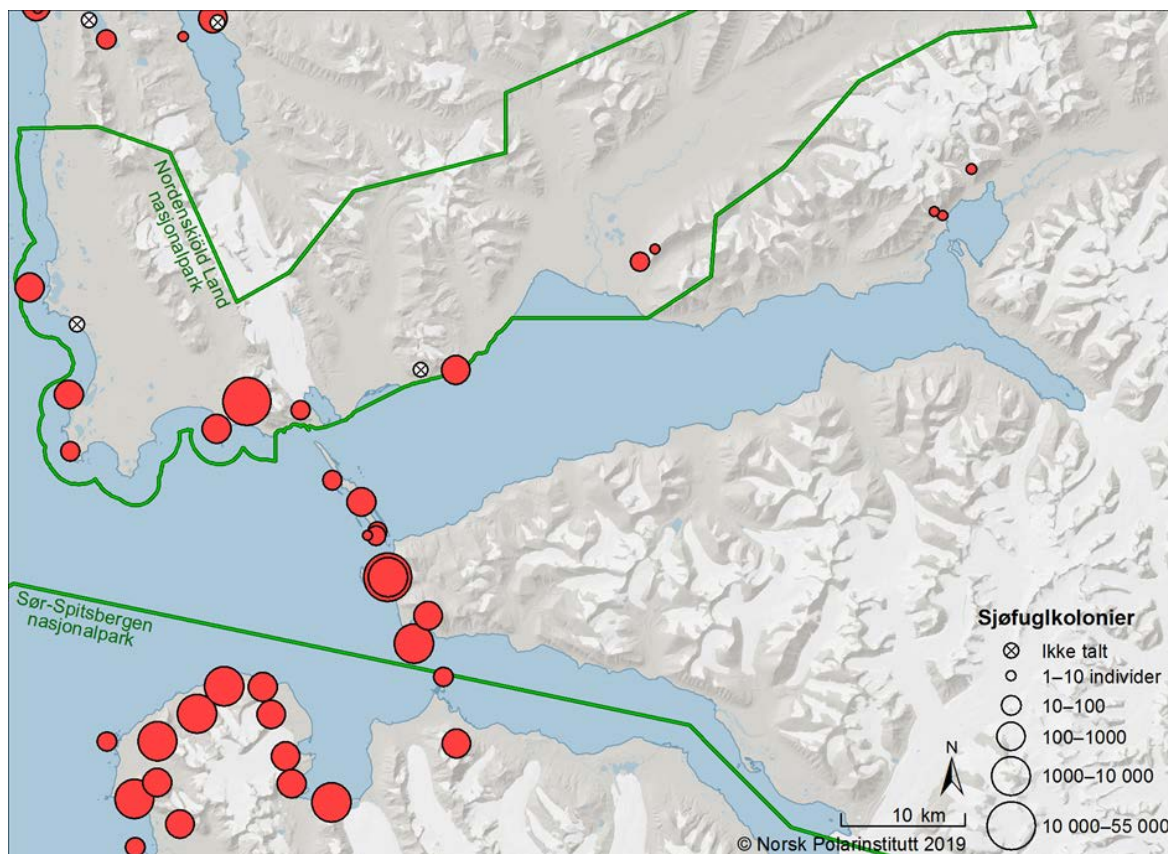 Nordenskiöld Land
nasjonalpark
Sør-Spitsbergen
nasjonalpark
Sjøfuglkolonier
Ikke talt
1–10 individer
10–100
100–1000
1000–10 000
10 000–55 000
N
10 km
© Norsk Polarinstitutt 2019